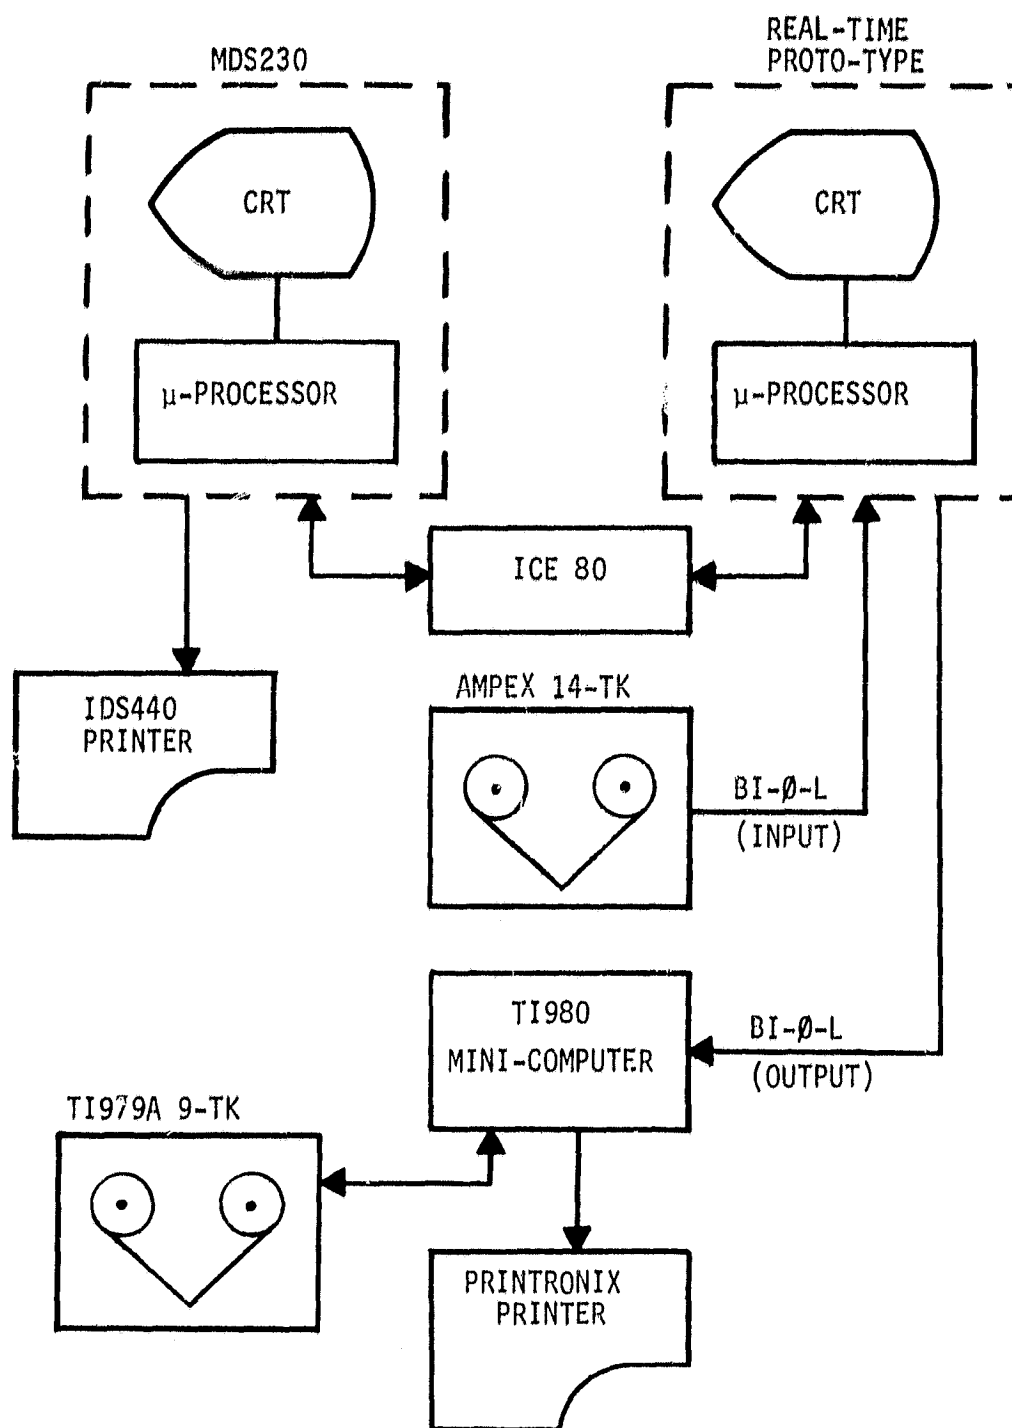 REAL-TIME
PROTO-TYPE
MDS230
CRT
CRT
µ-PROCESSOR
µ-PROCESSOR
ICE 80
IDS440
PRINTER
AMPEX 14-TK
BI-Ø-L
(INPUT)
TI980
MINI-COMPUTER
BI-Ø-L
(OUTPUT)
TI979A 9-TK
PRINTRONIX
PRINTER